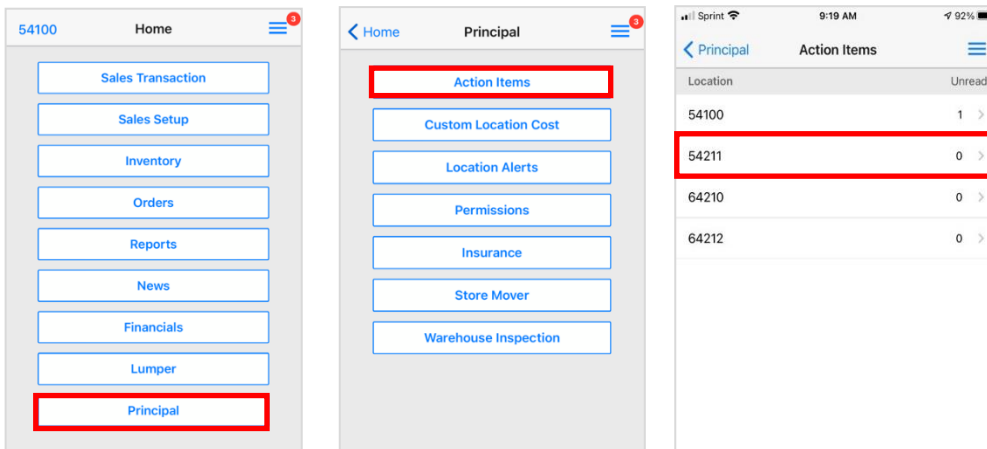 54100 Home 3
Sales Transaction
Sales Setup
Inventory
Orders
Reports
News
Financials
Lumper
Principal
Home Principal 3
Action Items
Custom Location Cost
Location Alerts
Permissions
Insurance
Store Mover
Warehouse Inspection
Sprint 9:19 AM 92%
Principal Action Items
Location Unread
54100 1
54211 0
64210 0
64212 0